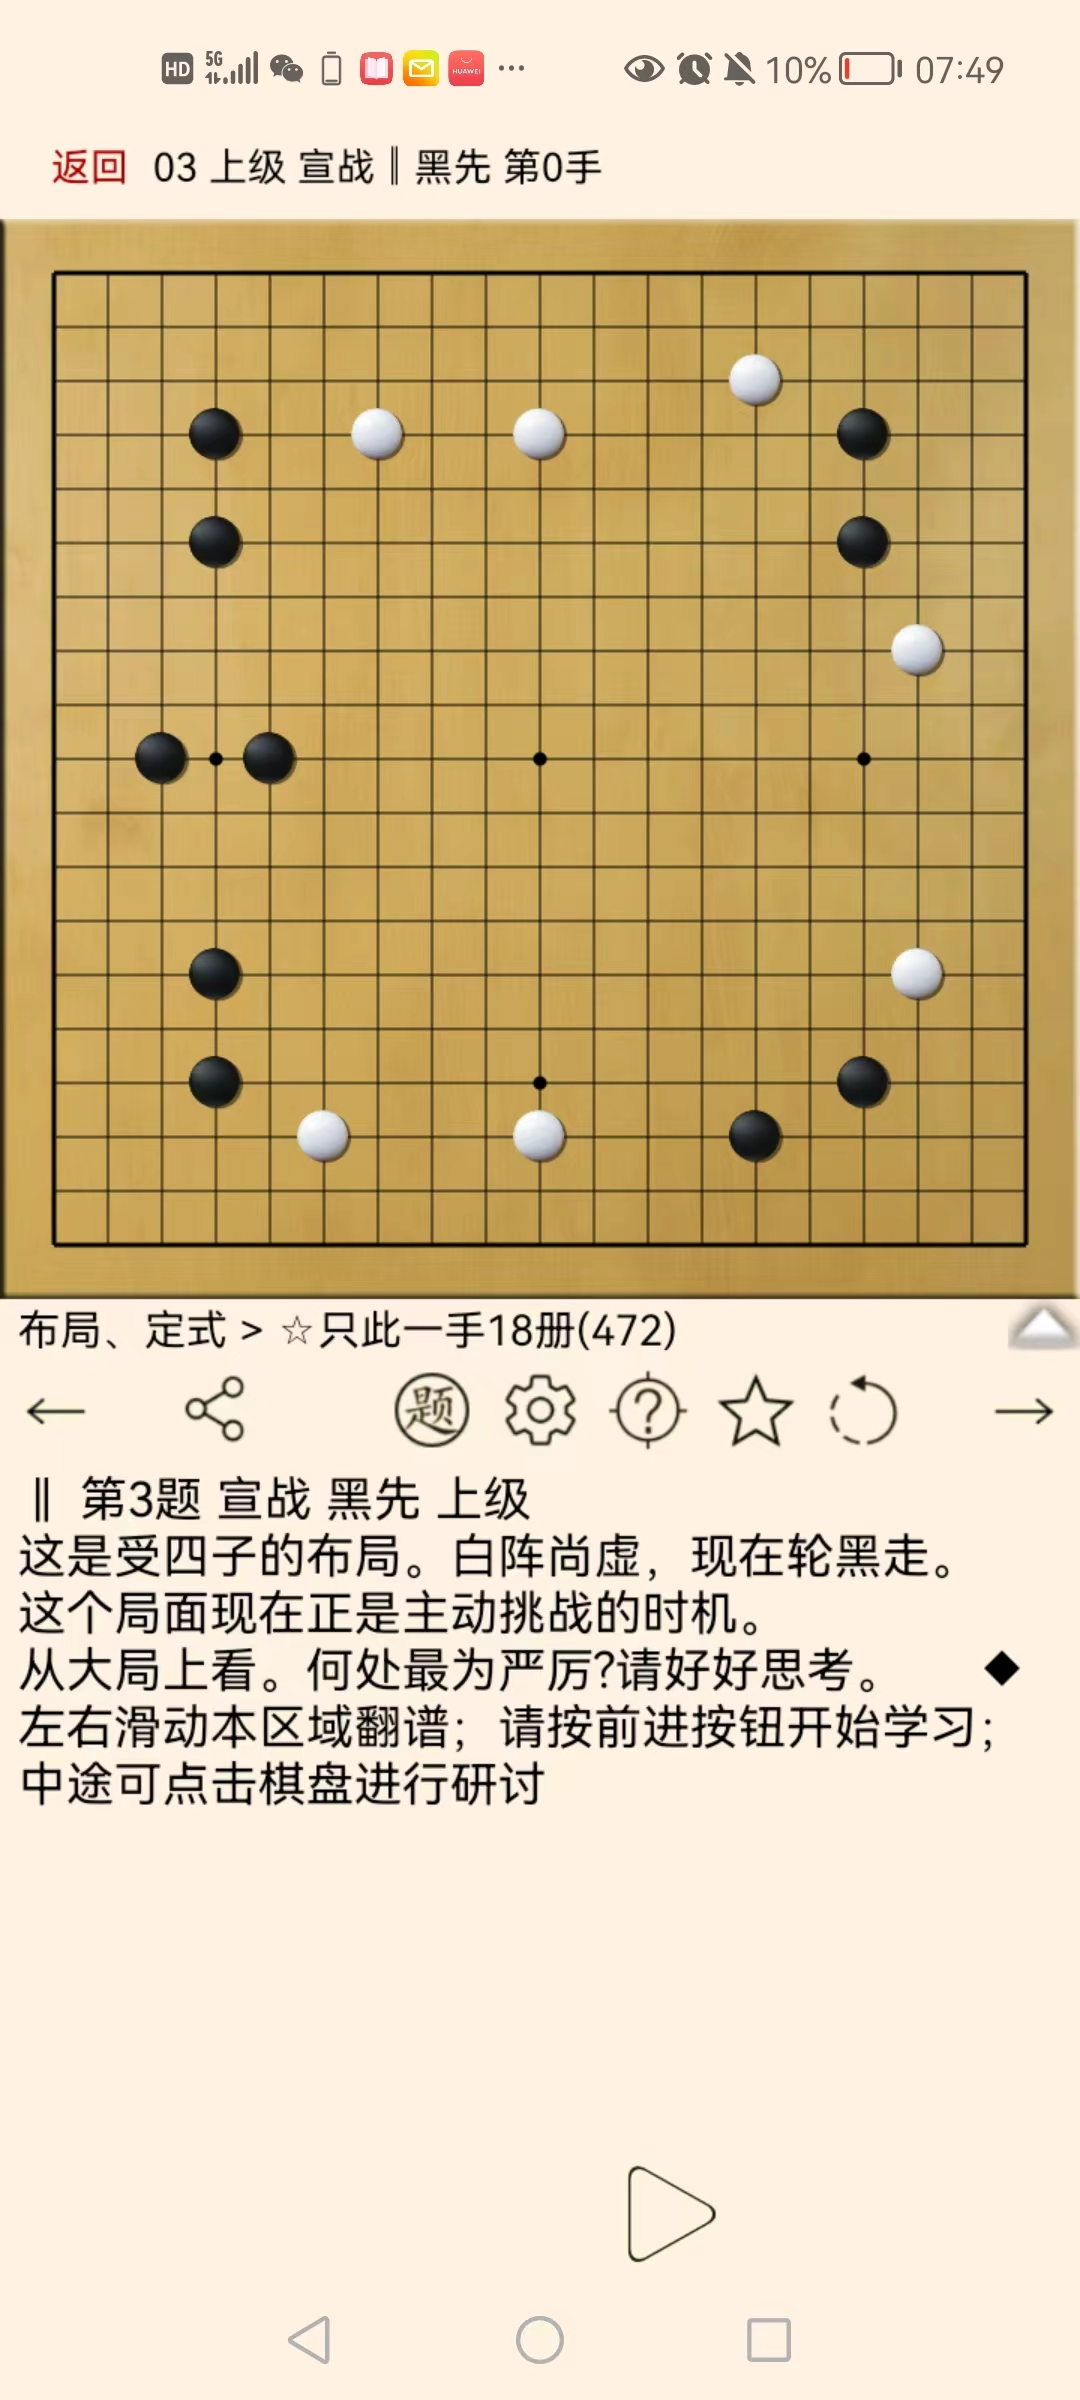 HD 5G HUAWEI ··· 10% 07:49
返回 03 上级 宣战 ‖ 黑先 第0手
布局、定式 > ☆只此一手18册(472)
题 ?
‖ 第3题 宣战 黑先 上级
这是受四子的布局。白阵尚虚，现在轮黑走。
这个局面现在正是主动挑战的时机。
从大局上看。何处最为严厉?请好好思考。 ◆
左右滑动本区域翻谱；请按前进按钮开始学习；
中途可点击棋盘进行研讨